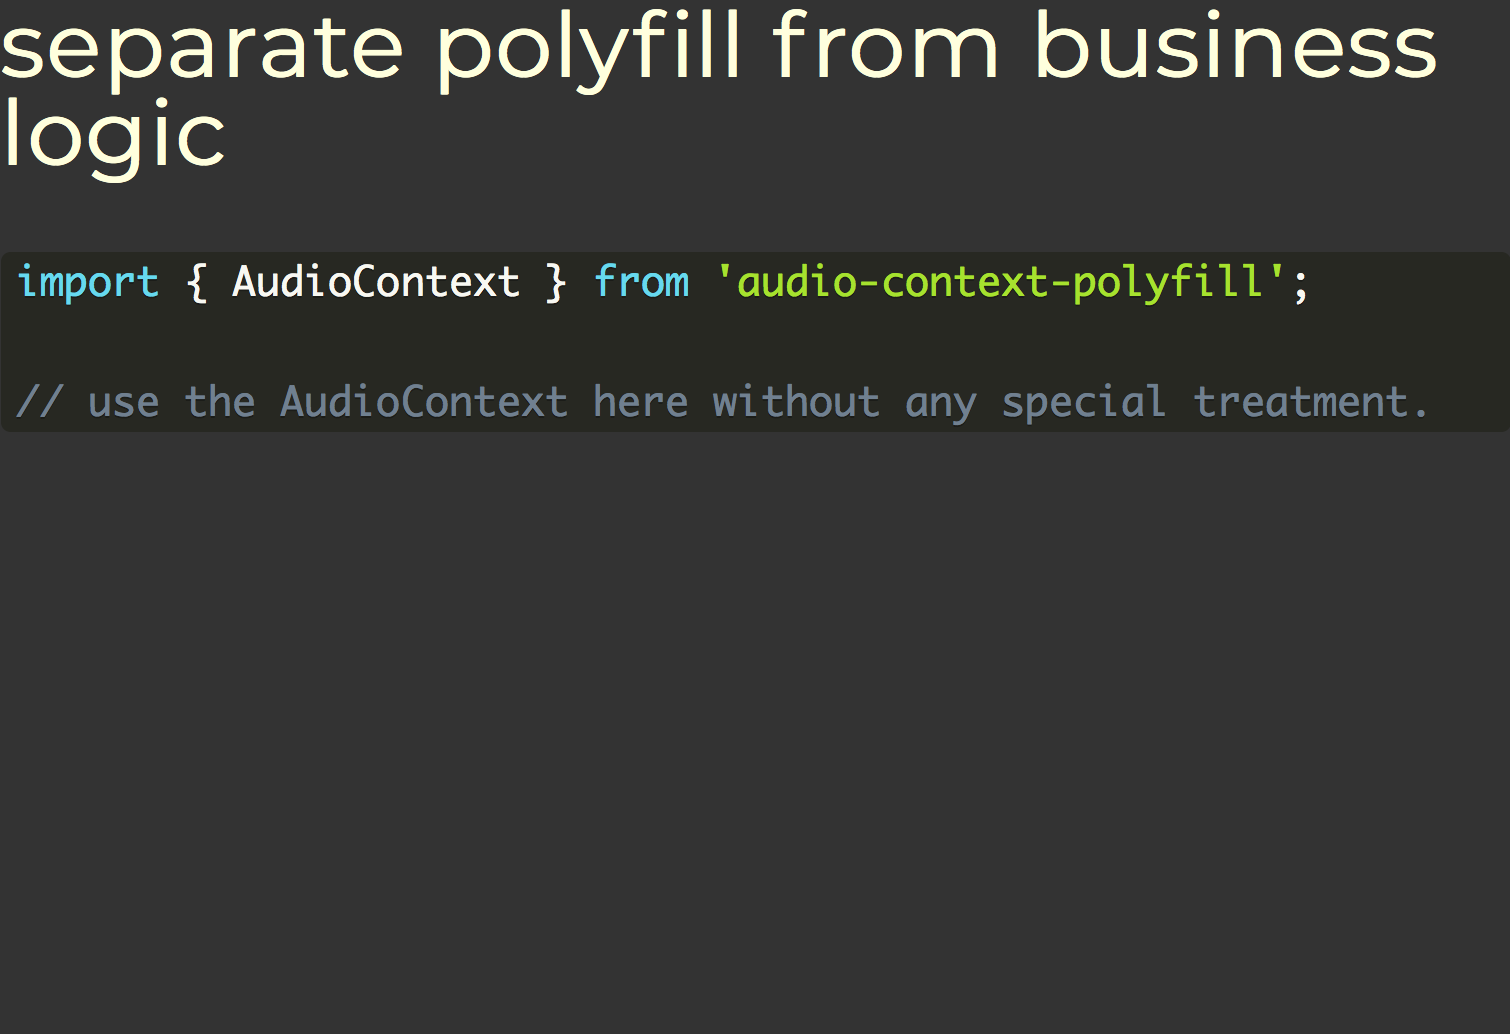 separate polyfill from business
logic
import { AudioContext } from 'audio-context-polyfill';
// use the AudioContext here without any special treatment.